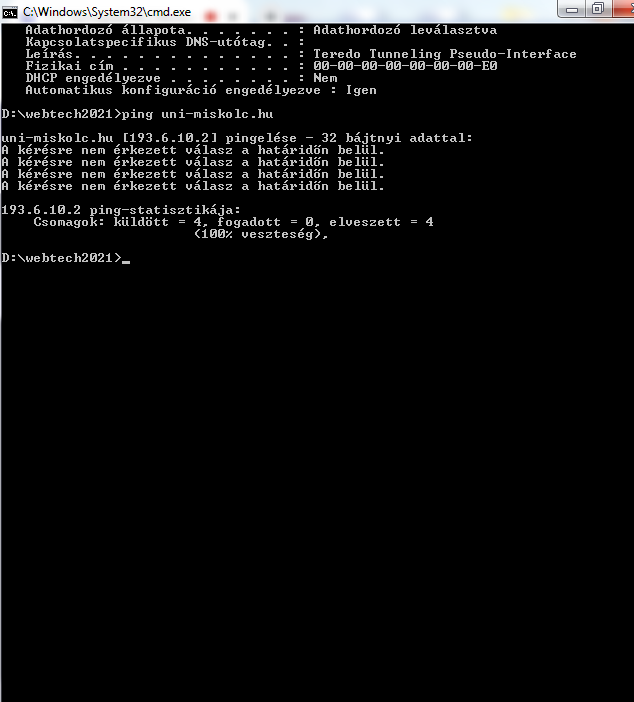 C:\Windows\System32\cmd.exe
Adathordozó állapota. . . . . . . : Adathordozó leválasztva
Kapcsolatspecifikus DNS-utótag. . :
Leírás. . . . . . . . . . . . . . : Teredo Tunneling Pseudo-Interface
Fizikai cím . . . . . . . . . . . : 00-00-00-00-00-00-00-E0
DHCP engedélyezve . . . . . . . . : Nem
Automatikus konfiguráció engedélyezve : Igen
D:\webtech2021>ping uni-miskolc.hu
uni-miskolc.hu [193.6.10.2] pingelése - 32 bájtnyi adattal:
A kérésre nem érkezett válasz a határidőn belül.
A kérésre nem érkezett válasz a határidőn belül.
A kérésre nem érkezett válasz a határidőn belül.
A kérésre nem érkezett válasz a határidőn belül.
193.6.10.2 ping-statisztikája:
Csomagok: küldött = 4, fogadott = 0, elveszett = 4
(100% veszteség),
D:\webtech2021>_